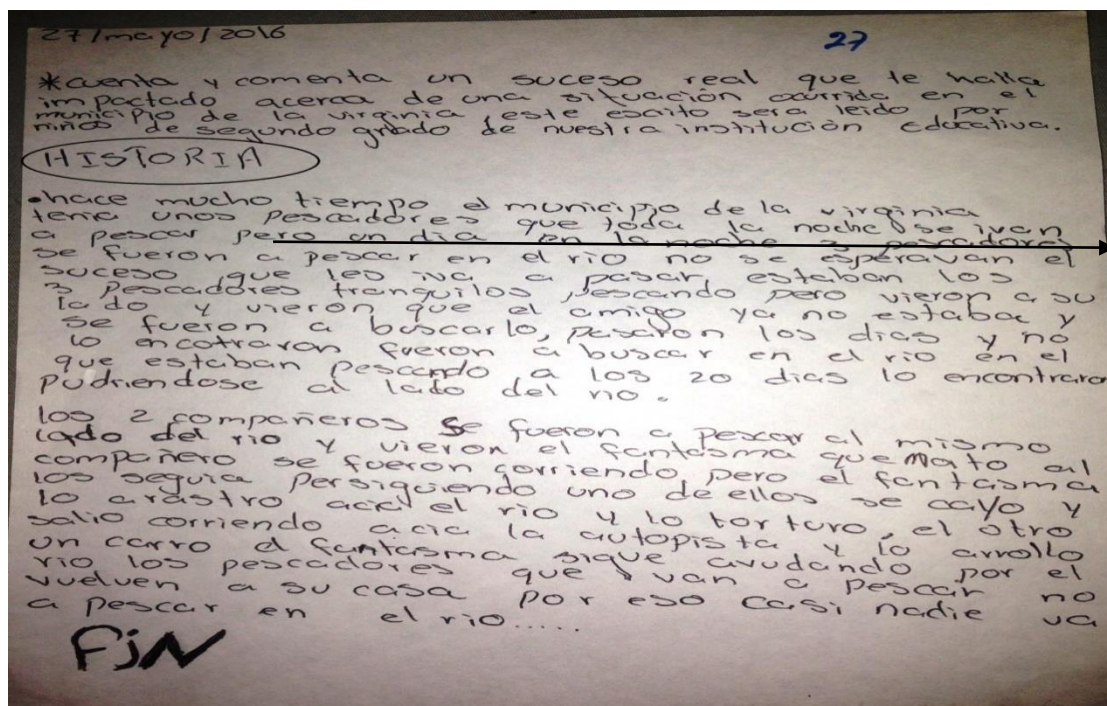 27/mayo/2016
27
*cuenta y comenta un suceso real que te halla
impactado acerca de una situación ocurrida en el
municipio de la virginia, este escrito sera leido por
niños de segundo grado de nuestra institución educativa.
HISTORIA
•hace mucho tiempo el municipio de la virginia
tenia unos pescadores que toda la noche se ivan
a pescar pero un dia en la noche 3 pescadores
se fueron a pescar en el rio no se esperavan el
suceso que les iva a pasar estaban los
3 pescadores tranquilos pescando pero vieron a su
lado y vieron que el amigo ya no estaba y
se fueron a buscarlo, pasaron los dias y no
lo encotraron fueron a buscar en el rio en el
que estaban pescando a los 20 dias lo encontraro
pudriendose al lado del rio.
los 2 compañeros se fueron a pescar al mismo
lado del rio y vieron el fantasma que mato al
compañero se fueron corriendo pero el fantasma
los seguia persiguiendo uno de ellos se cayo y
lo arastro acia el rio y lo torturo, el otro
salio corriendo acia la autopista y lo arrollo
un carro el fantasma sigue avudando por el
rio los pescadores que van a pescar no
vuelven a su casa por eso casi nadie va
a pescar en el rio.....
FiN